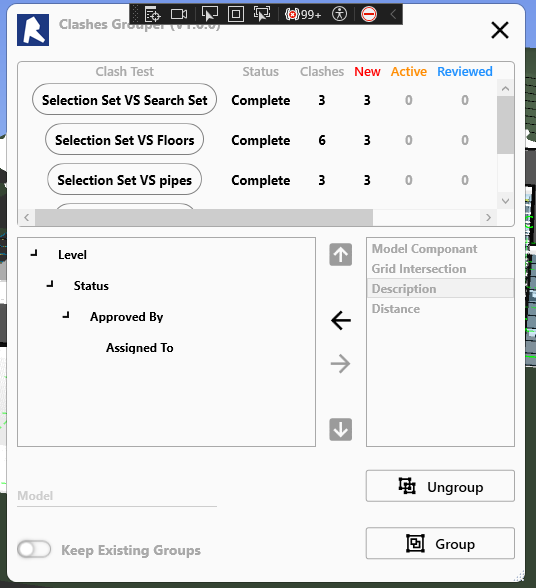 Clashes Grouper (V1.0.0)
99+
Clash Test Status Clashes New Active Reviewed
Selection Set VS Search Set Complete 3 3 0 0
Selection Set VS Floors Complete 6 3 0 0
Selection Set VS pipes Complete 3 3 0 0
Level
Status
Approved By
Assigned To
Model Componant
Grid Intersection
Description
Distance
Model
Ungroup
Keep Existing Groups
Group